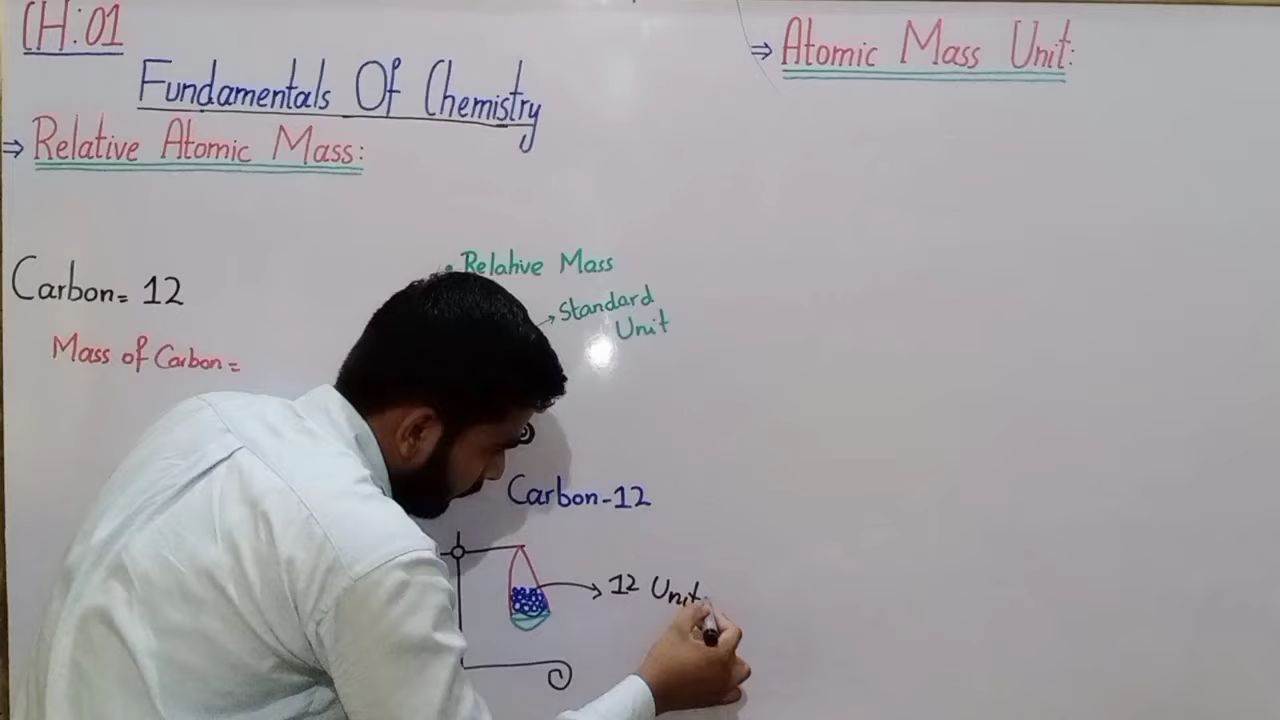 CH:01
Fundamentals Of Chemistry
⇒ Relative Atomic Mass:
Carbon= 12
Mass of Carbon=
• Relative Mass
→ Standard
Unit
Carbon-12
→ 12 Unit
⇒ Atomic Mass Unit: